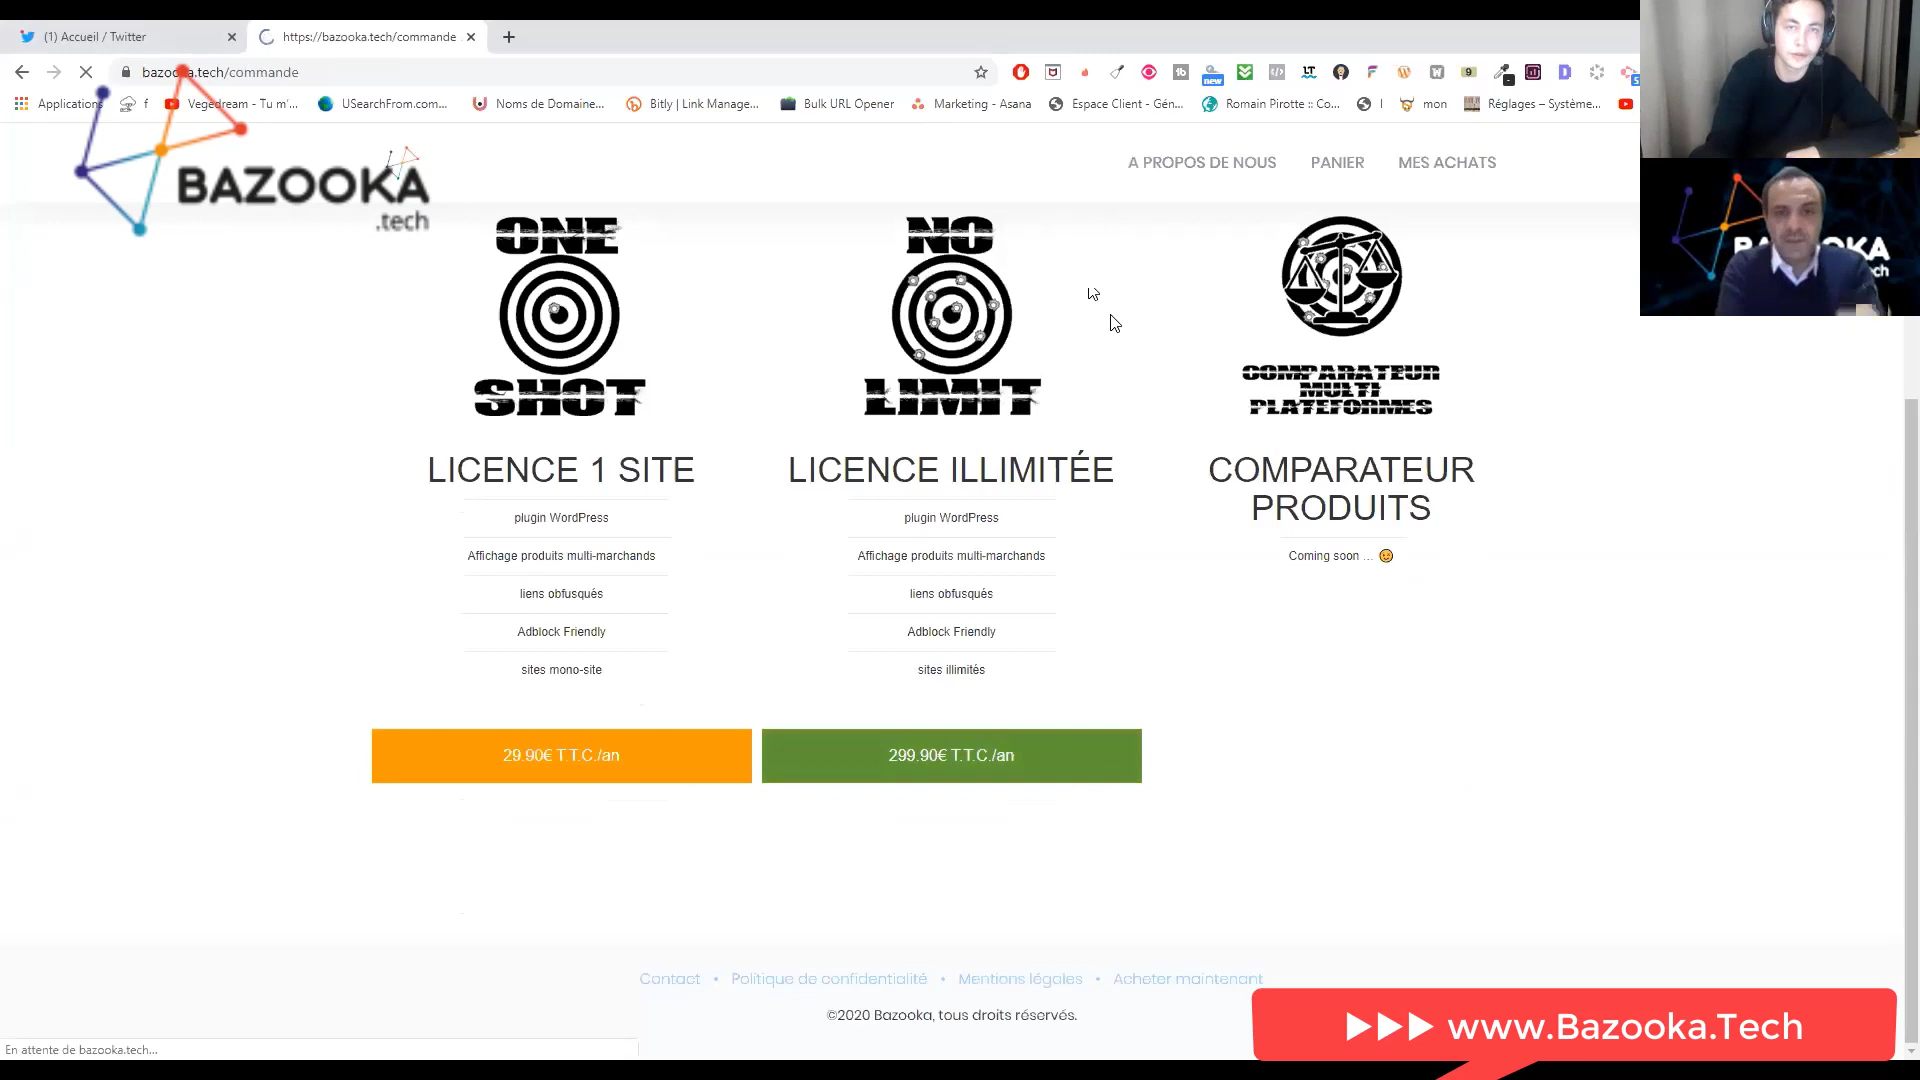 (1) Accueil / Twitter
https://bazooka.tech/commande
bazooka.tech/commande
Applications
f
Vegedream - Tu m'...
USearchFrom.com...
Noms de Domaine...
Bitly | Link Manage...
Bulk URL Opener
Marketing - Asana
Espace Client - Gén...
Romain Pirotte :: Co...
I
mon
Réglages – Système...
BAZOOKA
.tech
A PROPOS DE NOUS
PANIER
MES ACHATS
ONE
SHOT
NO
LIMIT
COMPARATEUR
MULTI
PLATEFORMES
LICENCE 1 SITE
plugin WordPress
Affichage produits multi-marchands
liens obfusqués
Adblock Friendly
sites mono-site
29.90€ T.T.C./an
LICENCE ILLIMITÉE
plugin WordPress
Affichage produits multi-marchands
liens obfusqués
Adblock Friendly
sites illimités
299.90€ T.T.C./an
COMPARATEUR
PRODUITS
Coming soon ... 
Contact • Politique de confidentialité • Mentions légales • Acheter maintenant
©2020 Bazooka, tous droits réservés.
www.Bazooka.Tech
En attente de bazooka.tech...